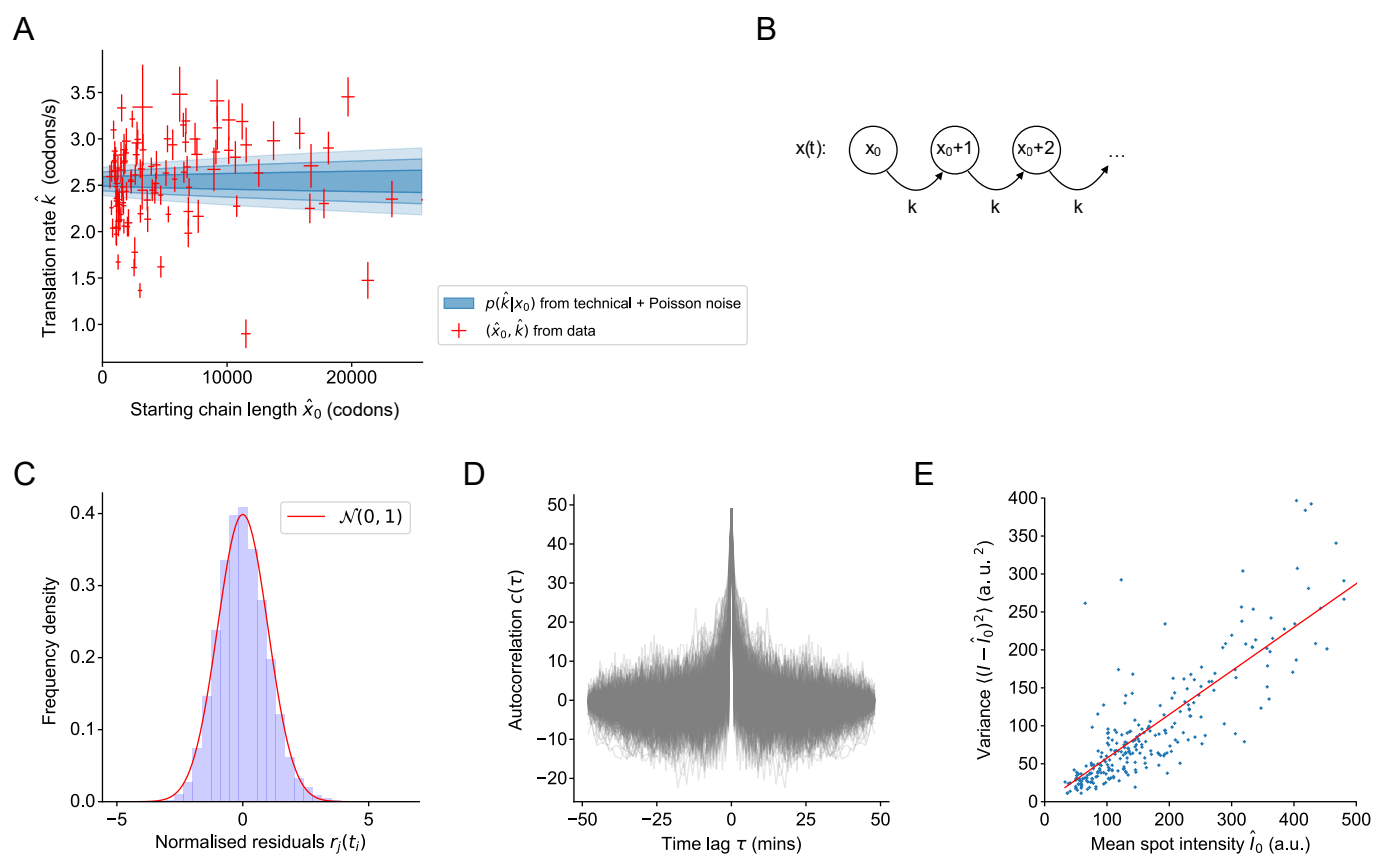 A
3.5
3.0
2.5
2.0
1.5
1.0
Translation rate k̂ (codons/s)
0
10000
20000
Starting chain length x̂₀ (codons)
p(k̂|x₀) from technical + Poisson noise
(x̂₀, k̂) from data
B
x(t):
x₀
x₀+1
x₀+2
...
k
k
k
C
0.4
0.3
0.2
0.1
0.0
Frequency density
𝒩(0, 1)
−5
0
5
Normalised residuals rⱼ(tᵢ)
D
50
40
30
20
10
0
−10
−20
Autocorrelation c(τ)
−50
−25
0
25
50
Time lag τ (mins)
E
400
350
300
250
200
150
100
50
0
Variance ⟨(I − Î₀)²⟩ (a. u. ²)
0
100
200
300
400
500
Mean spot intensity Î₀ (a.u.)